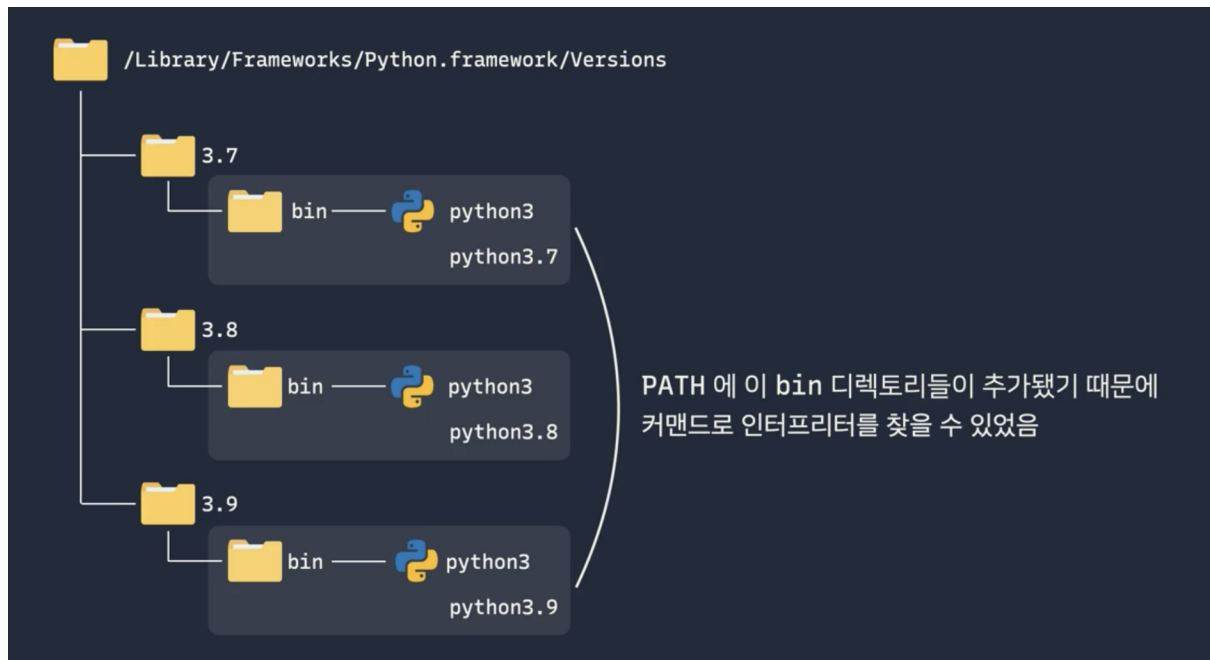 /Library/Frameworks/Python.framework/Versions
3.7
bin
python3
python3.7
3.8
bin
python3
python3.8
3.9
bin
python3
python3.9
PATH 에 이 bin 디렉토리들이 추가됐기 때문에
커맨드로 인터프리터를 찾을 수 있었음